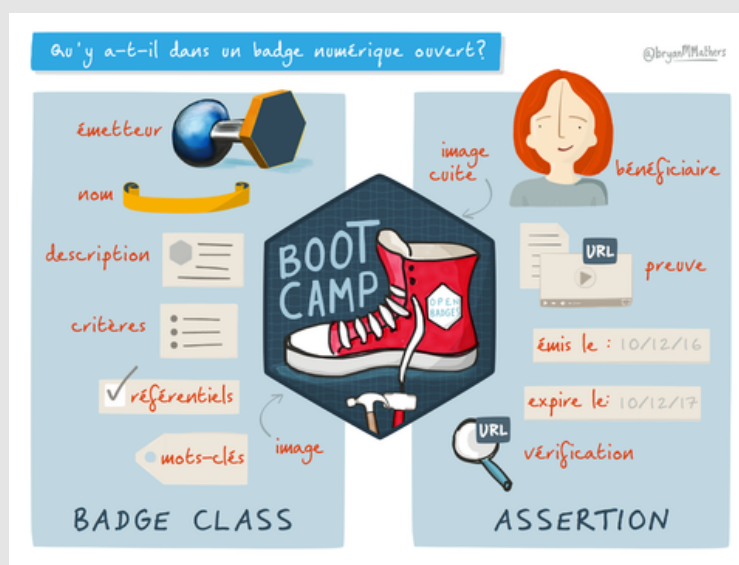 Qu'y a-t-il dans un badge numérique ouvert?
@bryanMMathers
émetteur
nom
description
critères
référentiels
mots-clés
image
BADGE CLASS
BOOT
CAMP
OPEN
BADGES
image
cuite
bénéficiaire
URL
preuve
émis le : 10/12/16
expire le: 10/12/17
URL
vérification
ASSERTION